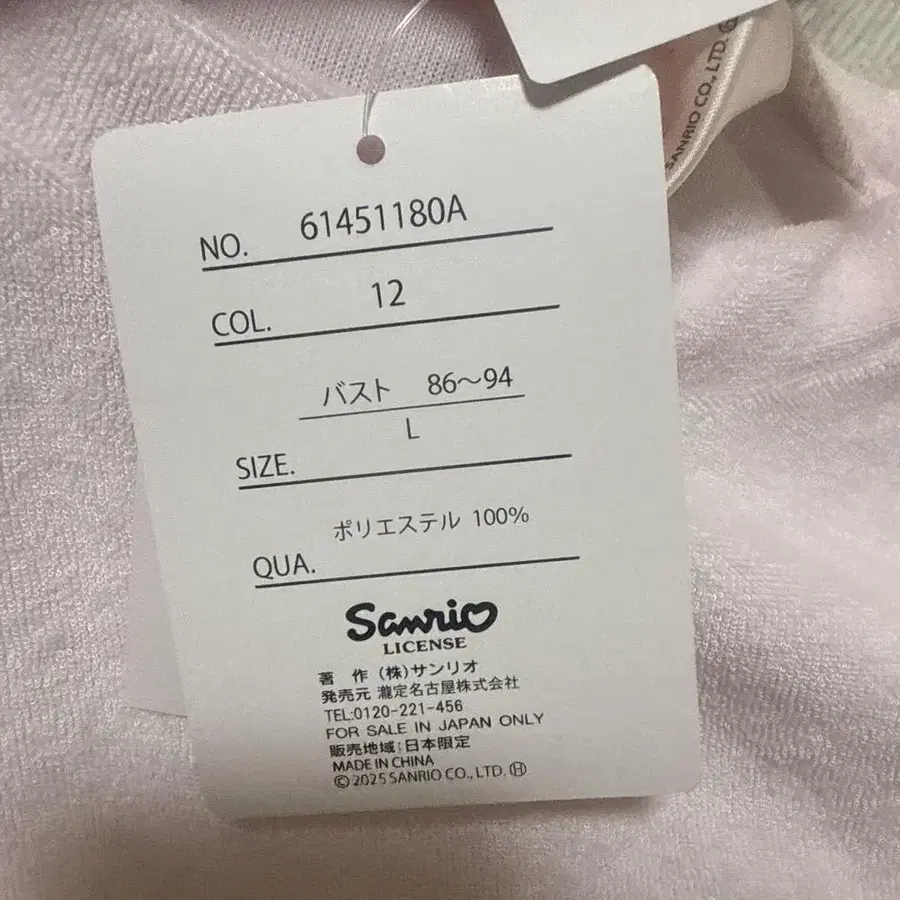 SANRIO CO., LTD. Ⓗ
NO. 61451180A
COL. 12
バスト 86～94
L
SIZE.
ポリエステル 100%
QUA.
Sanrio
LICENSE
著 作 (株)サンリオ
発売元 瀧定名古屋株式会社
TEL:0120-221-456
FOR SALE IN JAPAN ONLY
販売地域:日本限定
MADE IN CHINA
©2025 SANRIO CO., LTD. Ⓗ